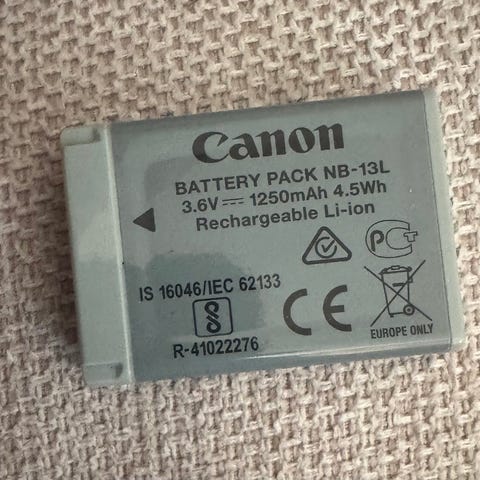 Canon
BATTERY PACK NB-13L
3.6V ⎓ 1250mAh 4.5Wh
Rechargeable Li-ion
IS 16046/IEC 62133
R-41022276
CE
EUROPE ONLY